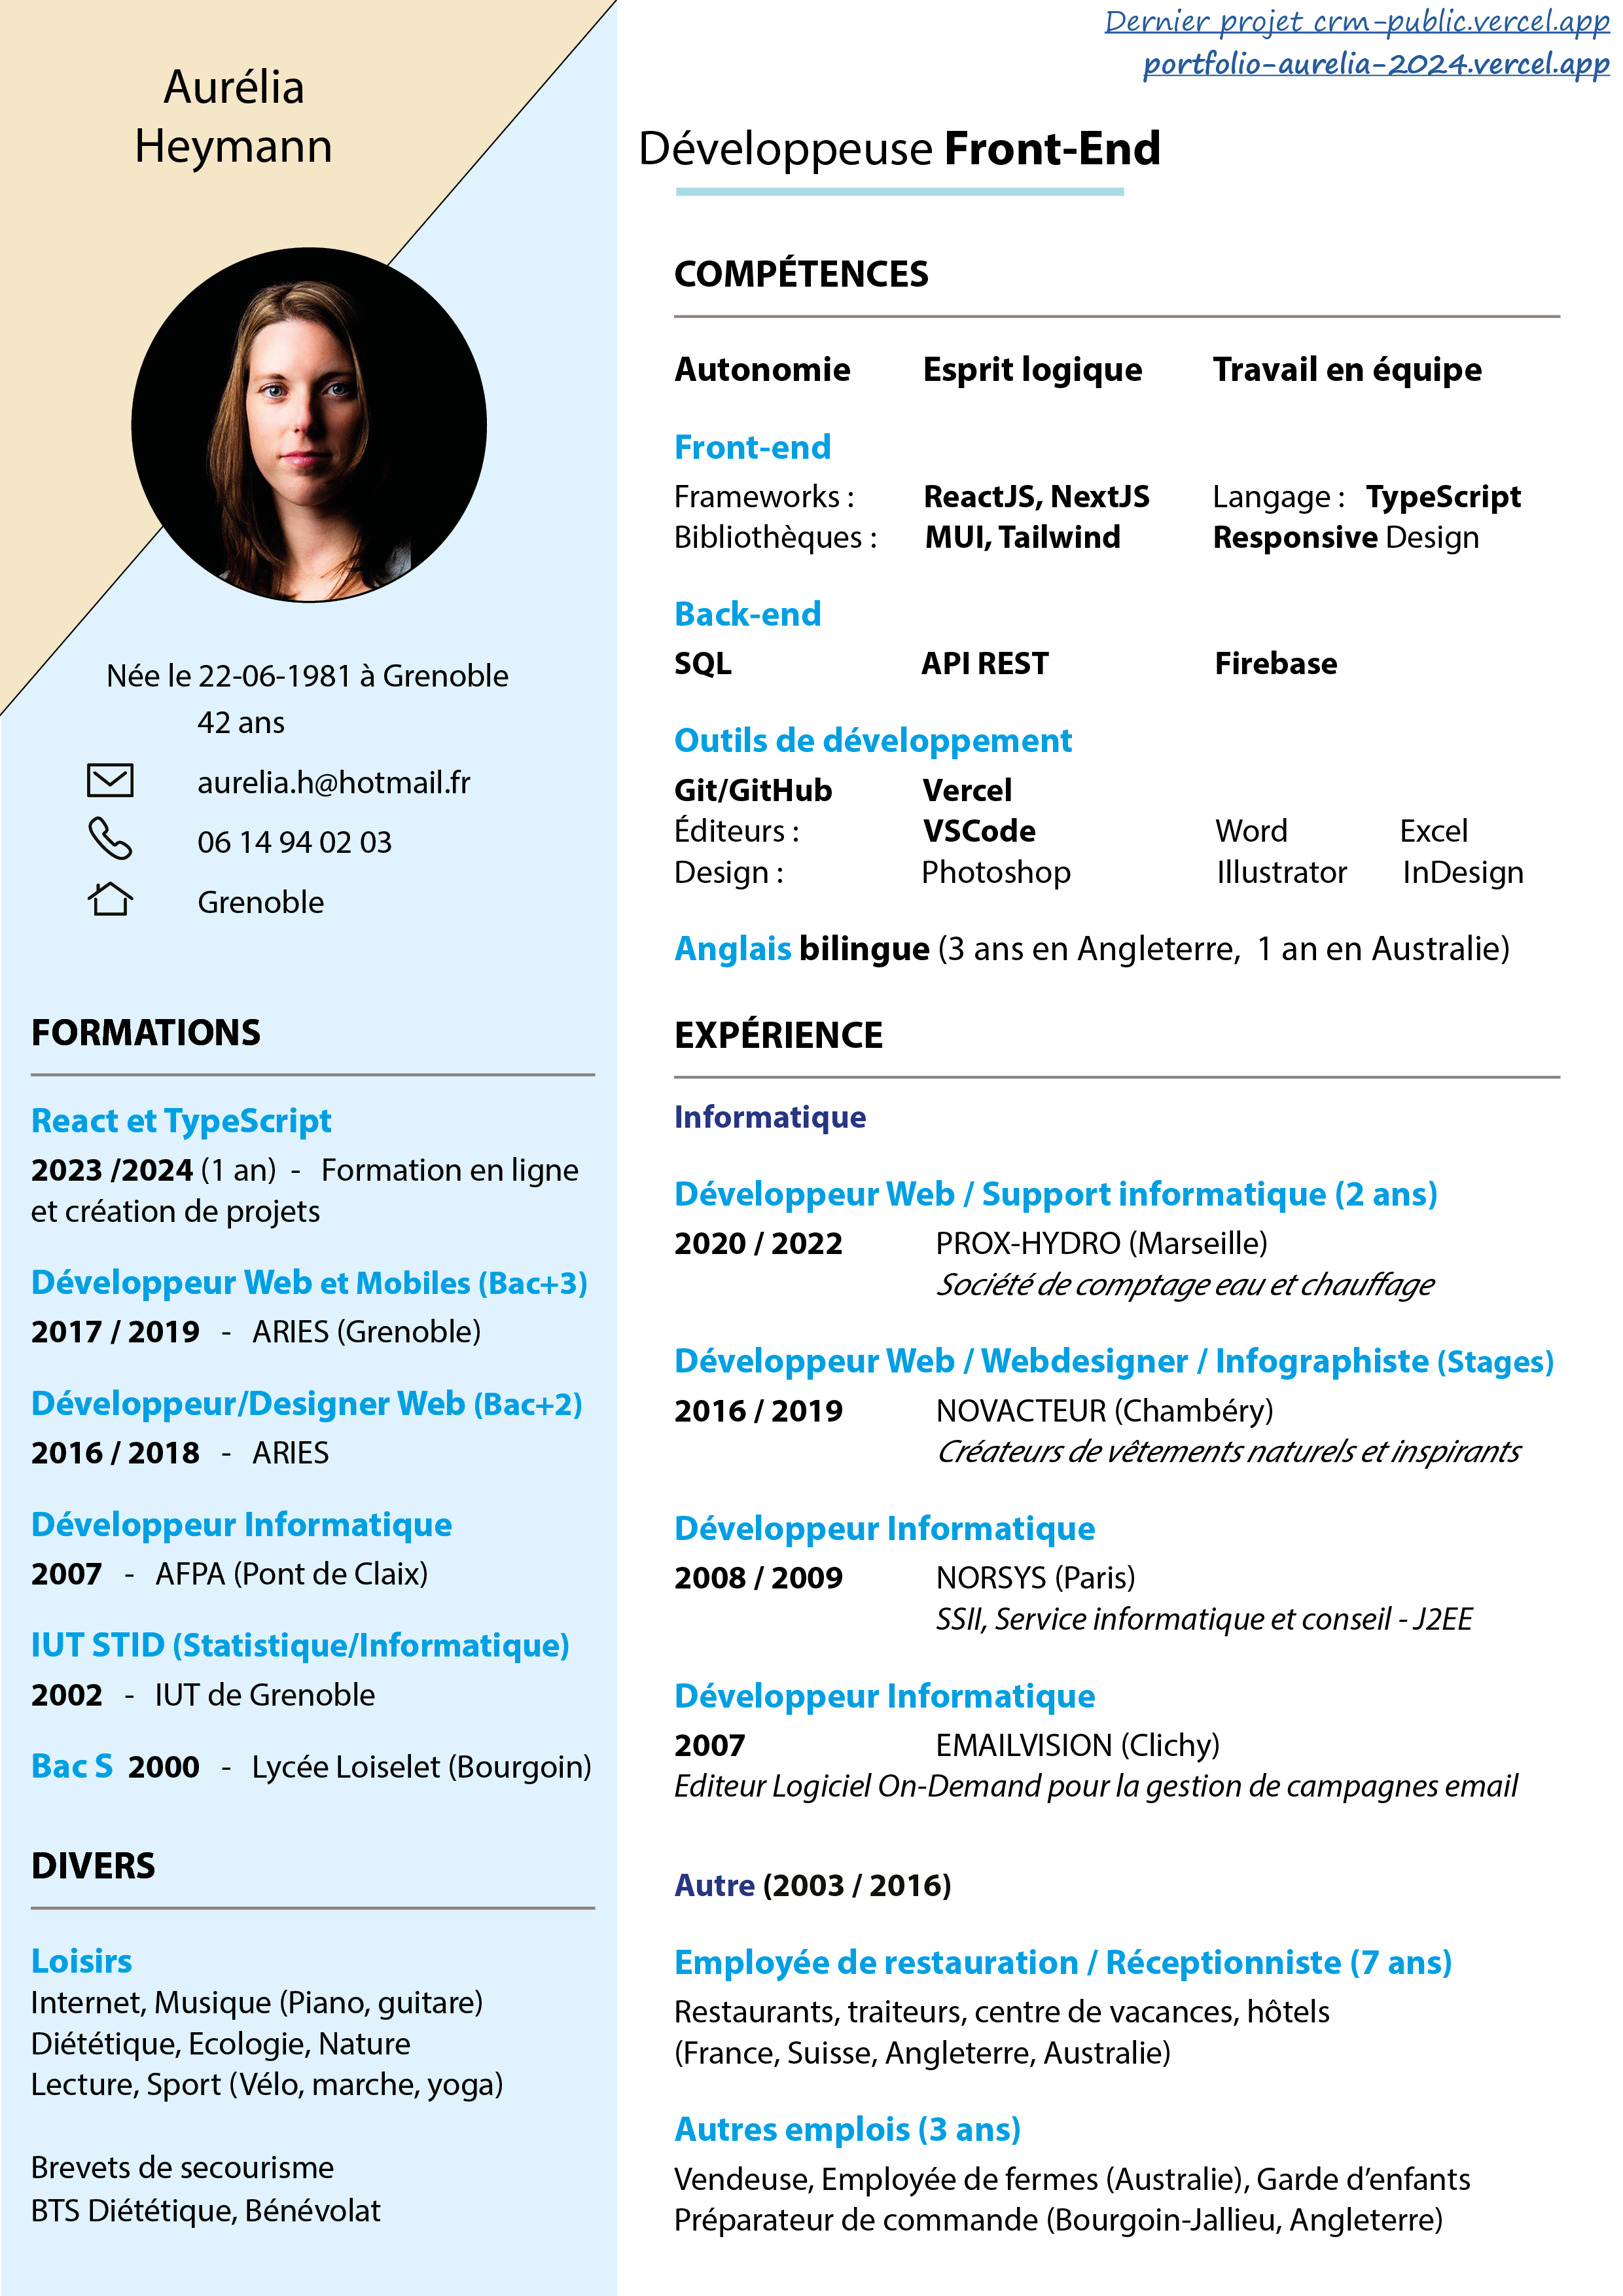 Dernier projet crm-public.vercel.app
portfolio-aurelia-2024.vercel.app
Aurélia
Heymann
Née le 22-06-1981 à Grenoble
42 ans
aurelia.h@hotmail.fr
06 14 94 02 03
Grenoble
FORMATIONS
React et TypeScript
2023 /2024 (1 an) - Formation en ligne
et création de projets
Développeur Web et Mobiles (Bac+3)
2017 / 2019 - ARIES (Grenoble)
Développeur/Designer Web (Bac+2)
2016 / 2018 - ARIES
Développeur Informatique
2007 - AFPA (Pont de Claix)
IUT STID (Statistique/Informatique)
2002 - IUT de Grenoble
Bac S 2000 - Lycée Loiselet (Bourgoin)
DIVERS
Loisirs
Internet, Musique (Piano, guitare)
Diététique, Ecologie, Nature
Lecture, Sport (Vélo, marche, yoga)
Brevets de secourisme
BTS Diététique, Bénévolat
Développeuse Front-End
COMPÉTENCES
Autonomie Esprit logique Travail en équipe
Front-end
Frameworks : ReactJS, NextJS Langage : TypeScript
Bibliothèques : MUI, Tailwind Responsive Design
Back-end
SQL API REST Firebase
Outils de développement
Git/GitHub Vercel
Éditeurs : VSCode Word Excel
Design : Photoshop Illustrator InDesign
Anglais bilingue (3 ans en Angleterre, 1 an en Australie)
EXPÉRIENCE
Informatique
Développeur Web / Support informatique (2 ans)
2020 / 2022 PROX-HYDRO (Marseille)
Société de comptage eau et chauffage
Développeur Web / Webdesigner / Infographiste (Stages)
2016 / 2019 NOVACTEUR (Chambéry)
Créateurs de vêtements naturels et inspirants
Développeur Informatique
2008 / 2009 NORSYS (Paris)
SSII, Service informatique et conseil - J2EE
Développeur Informatique
2007 EMAILVISION (Clichy)
Editeur Logiciel On-Demand pour la gestion de campagnes email
Autre (2003 / 2016)
Employée de restauration / Réceptionniste (7 ans)
Restaurants, traiteurs, centre de vacances, hôtels
(France, Suisse, Angleterre, Australie)
Autres emplois (3 ans)
Vendeuse, Employée de fermes (Australie), Garde d'enfants
Préparateur de commande (Bourgoin-Jallieu, Angleterre)